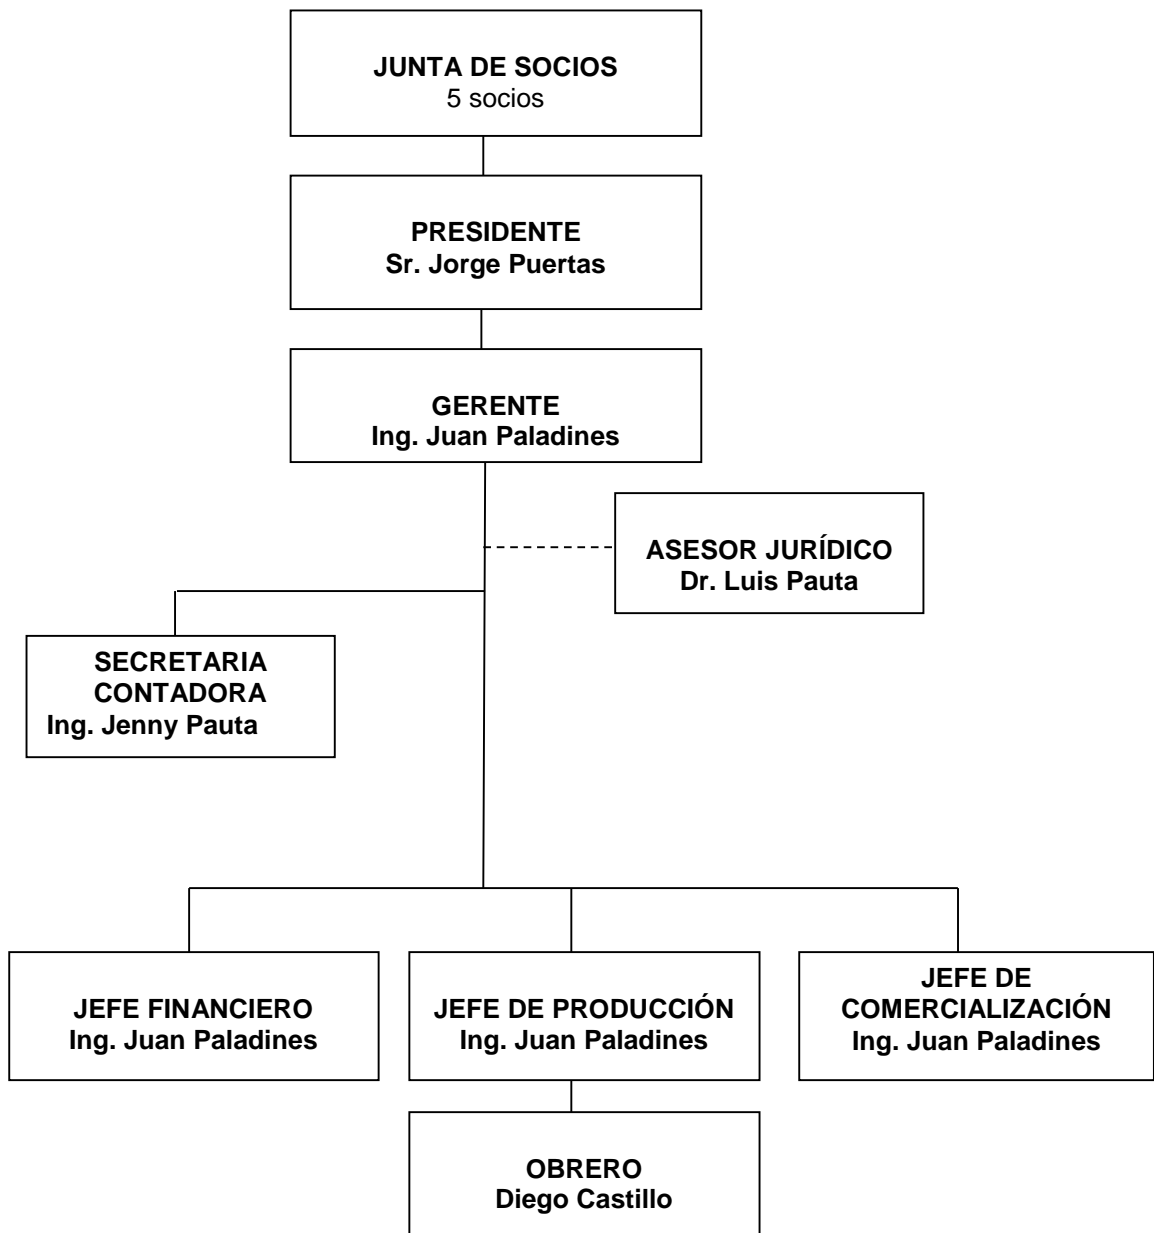 JUNTA DE SOCIOS
5 socios
PRESIDENTE
Sr. Jorge Puertas
GERENTE
Ing. Juan Paladines
ASESOR JURÍDICO
Dr. Luis Pauta
SECRETARIA
CONTADORA
Ing. Jenny Pauta
JEFE FINANCIERO
Ing. Juan Paladines
JEFE DE PRODUCCIÓN
Ing. Juan Paladines
JEFE DE
COMERCIALIZACIÓN
Ing. Juan Paladines
OBRERO
Diego Castillo